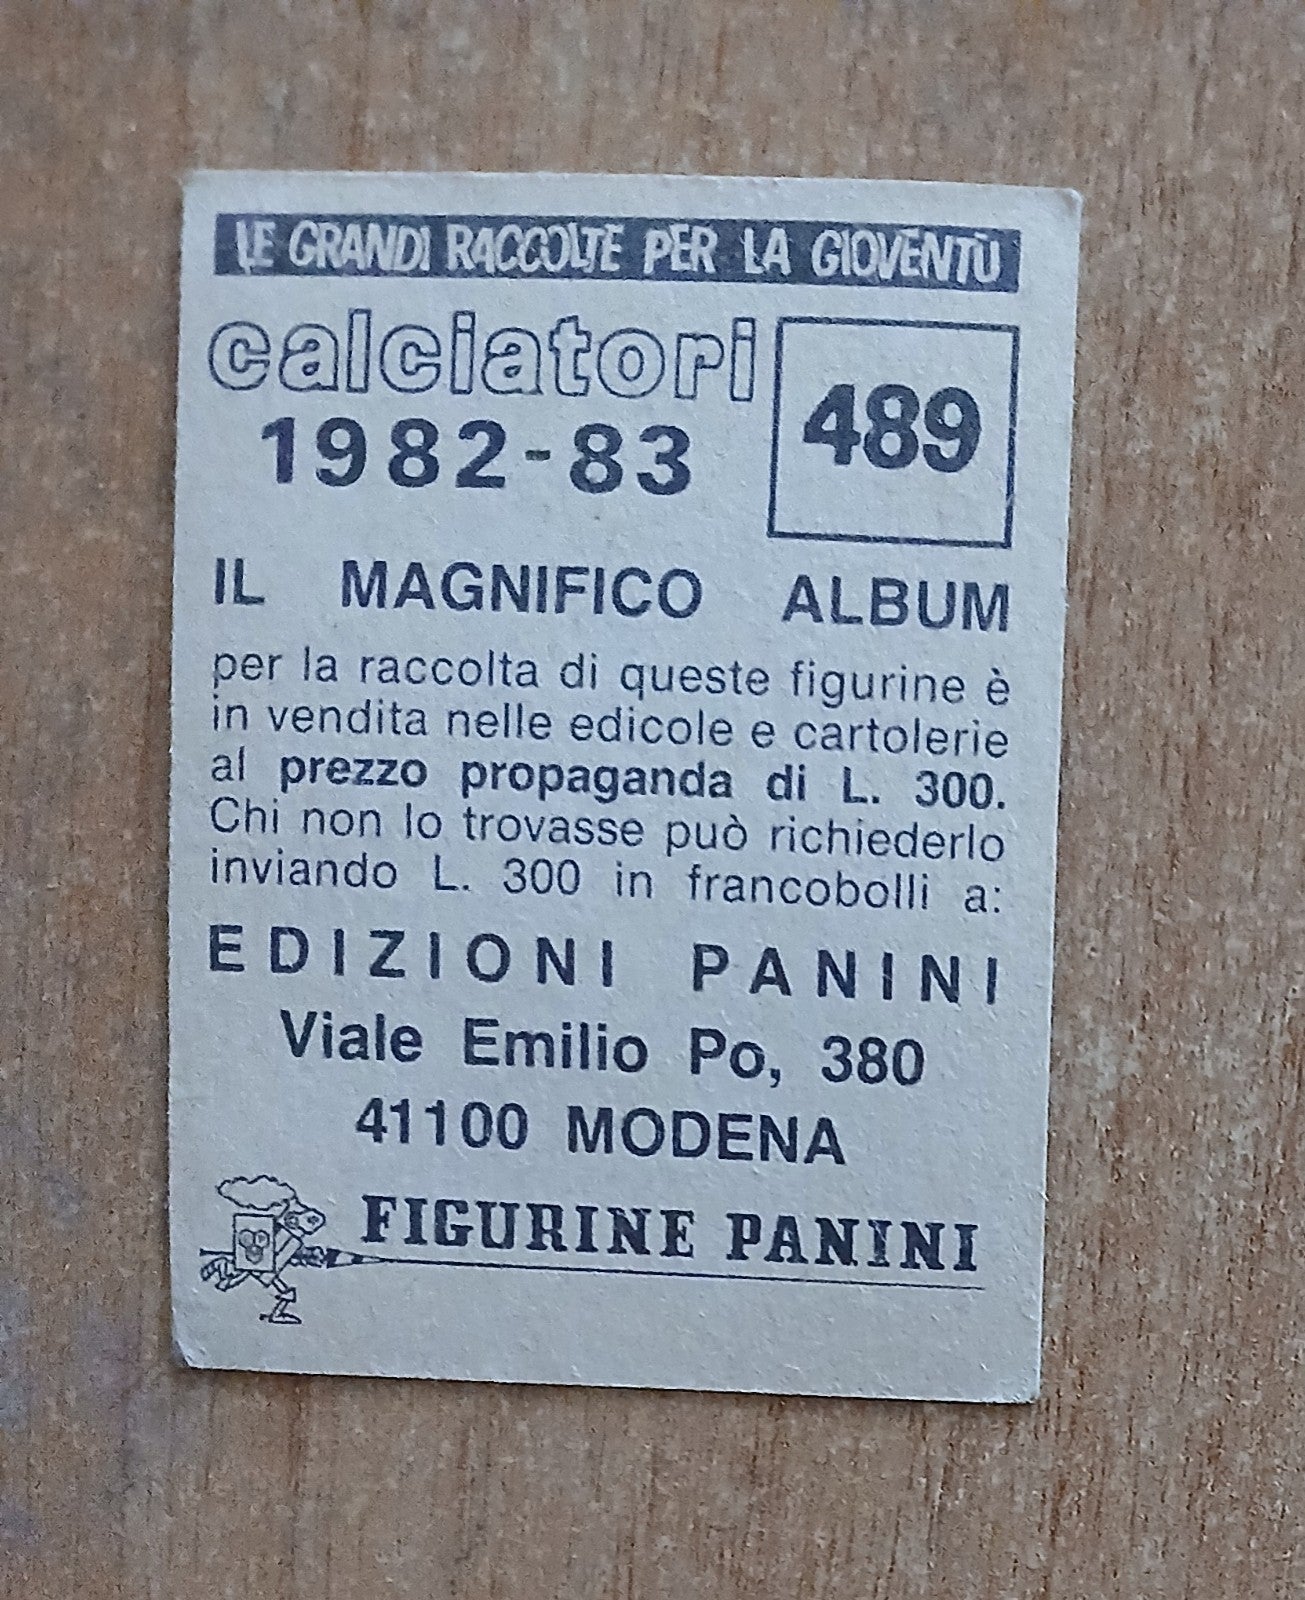 LE GRANDI RACCOLTE PER LA GIOVENTÙ
calciatori
1982-83
489
IL MAGNIFICO ALBUM
per la raccolta di queste figurine è
in vendita nelle edicole e cartolerie
al prezzo propaganda di L. 300.
Chi non lo trovasse può richiederlo
inviando L. 300 in francobolli a:
EDIZIONI PANINI
Viale Emilio Po, 380
41100 MODENA
FIGURINE PANINI